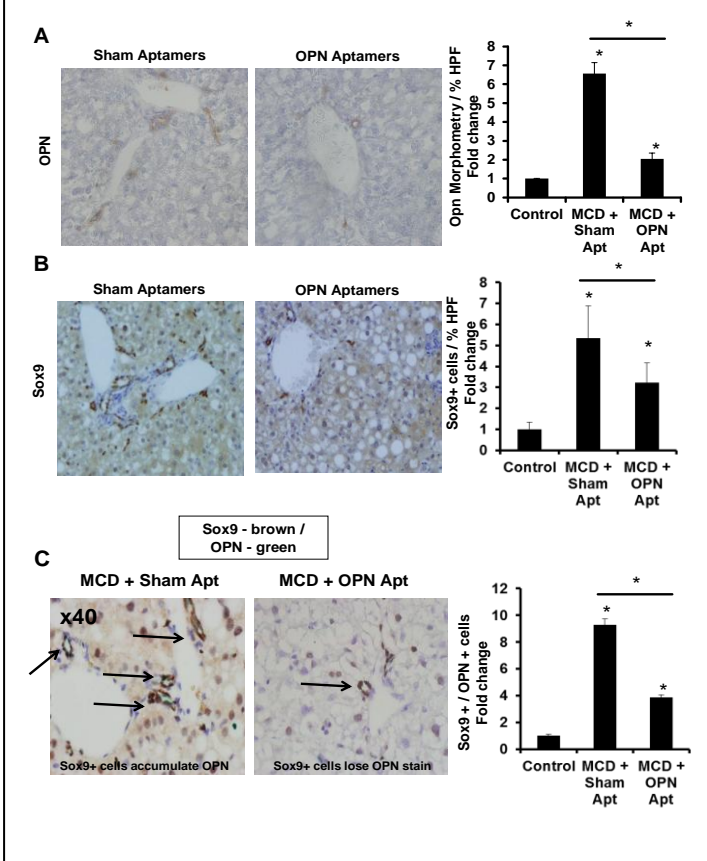 A
Sham Aptamers
OPN Aptamers
OPN
Opn Morphometry / % HPF
Fold change
8
7
6
5
4
3
2
1
0
*
*
*
Control
MCD +
Sham
Apt
MCD +
OPN
Apt
B
Sham Aptamers
OPN Aptamers
Sox9
Sox9+ cells / % HPF
Fold change
8
7
6
5
4
3
2
1
0
*
*
*
Control
MCD +
Sham
Apt
MCD +
OPN
Apt
Sox9 - brown /
OPN - green
C
MCD + Sham Apt
MCD + OPN Apt
x40
Sox9+ cells accumulate OPN
Sox9+ cells lose OPN stain
Sox9 + / OPN + cells
Fold change
12
10
8
6
4
2
0
*
*
*
Control
MCD +
Sham
Apt
MCD +
OPN
Apt